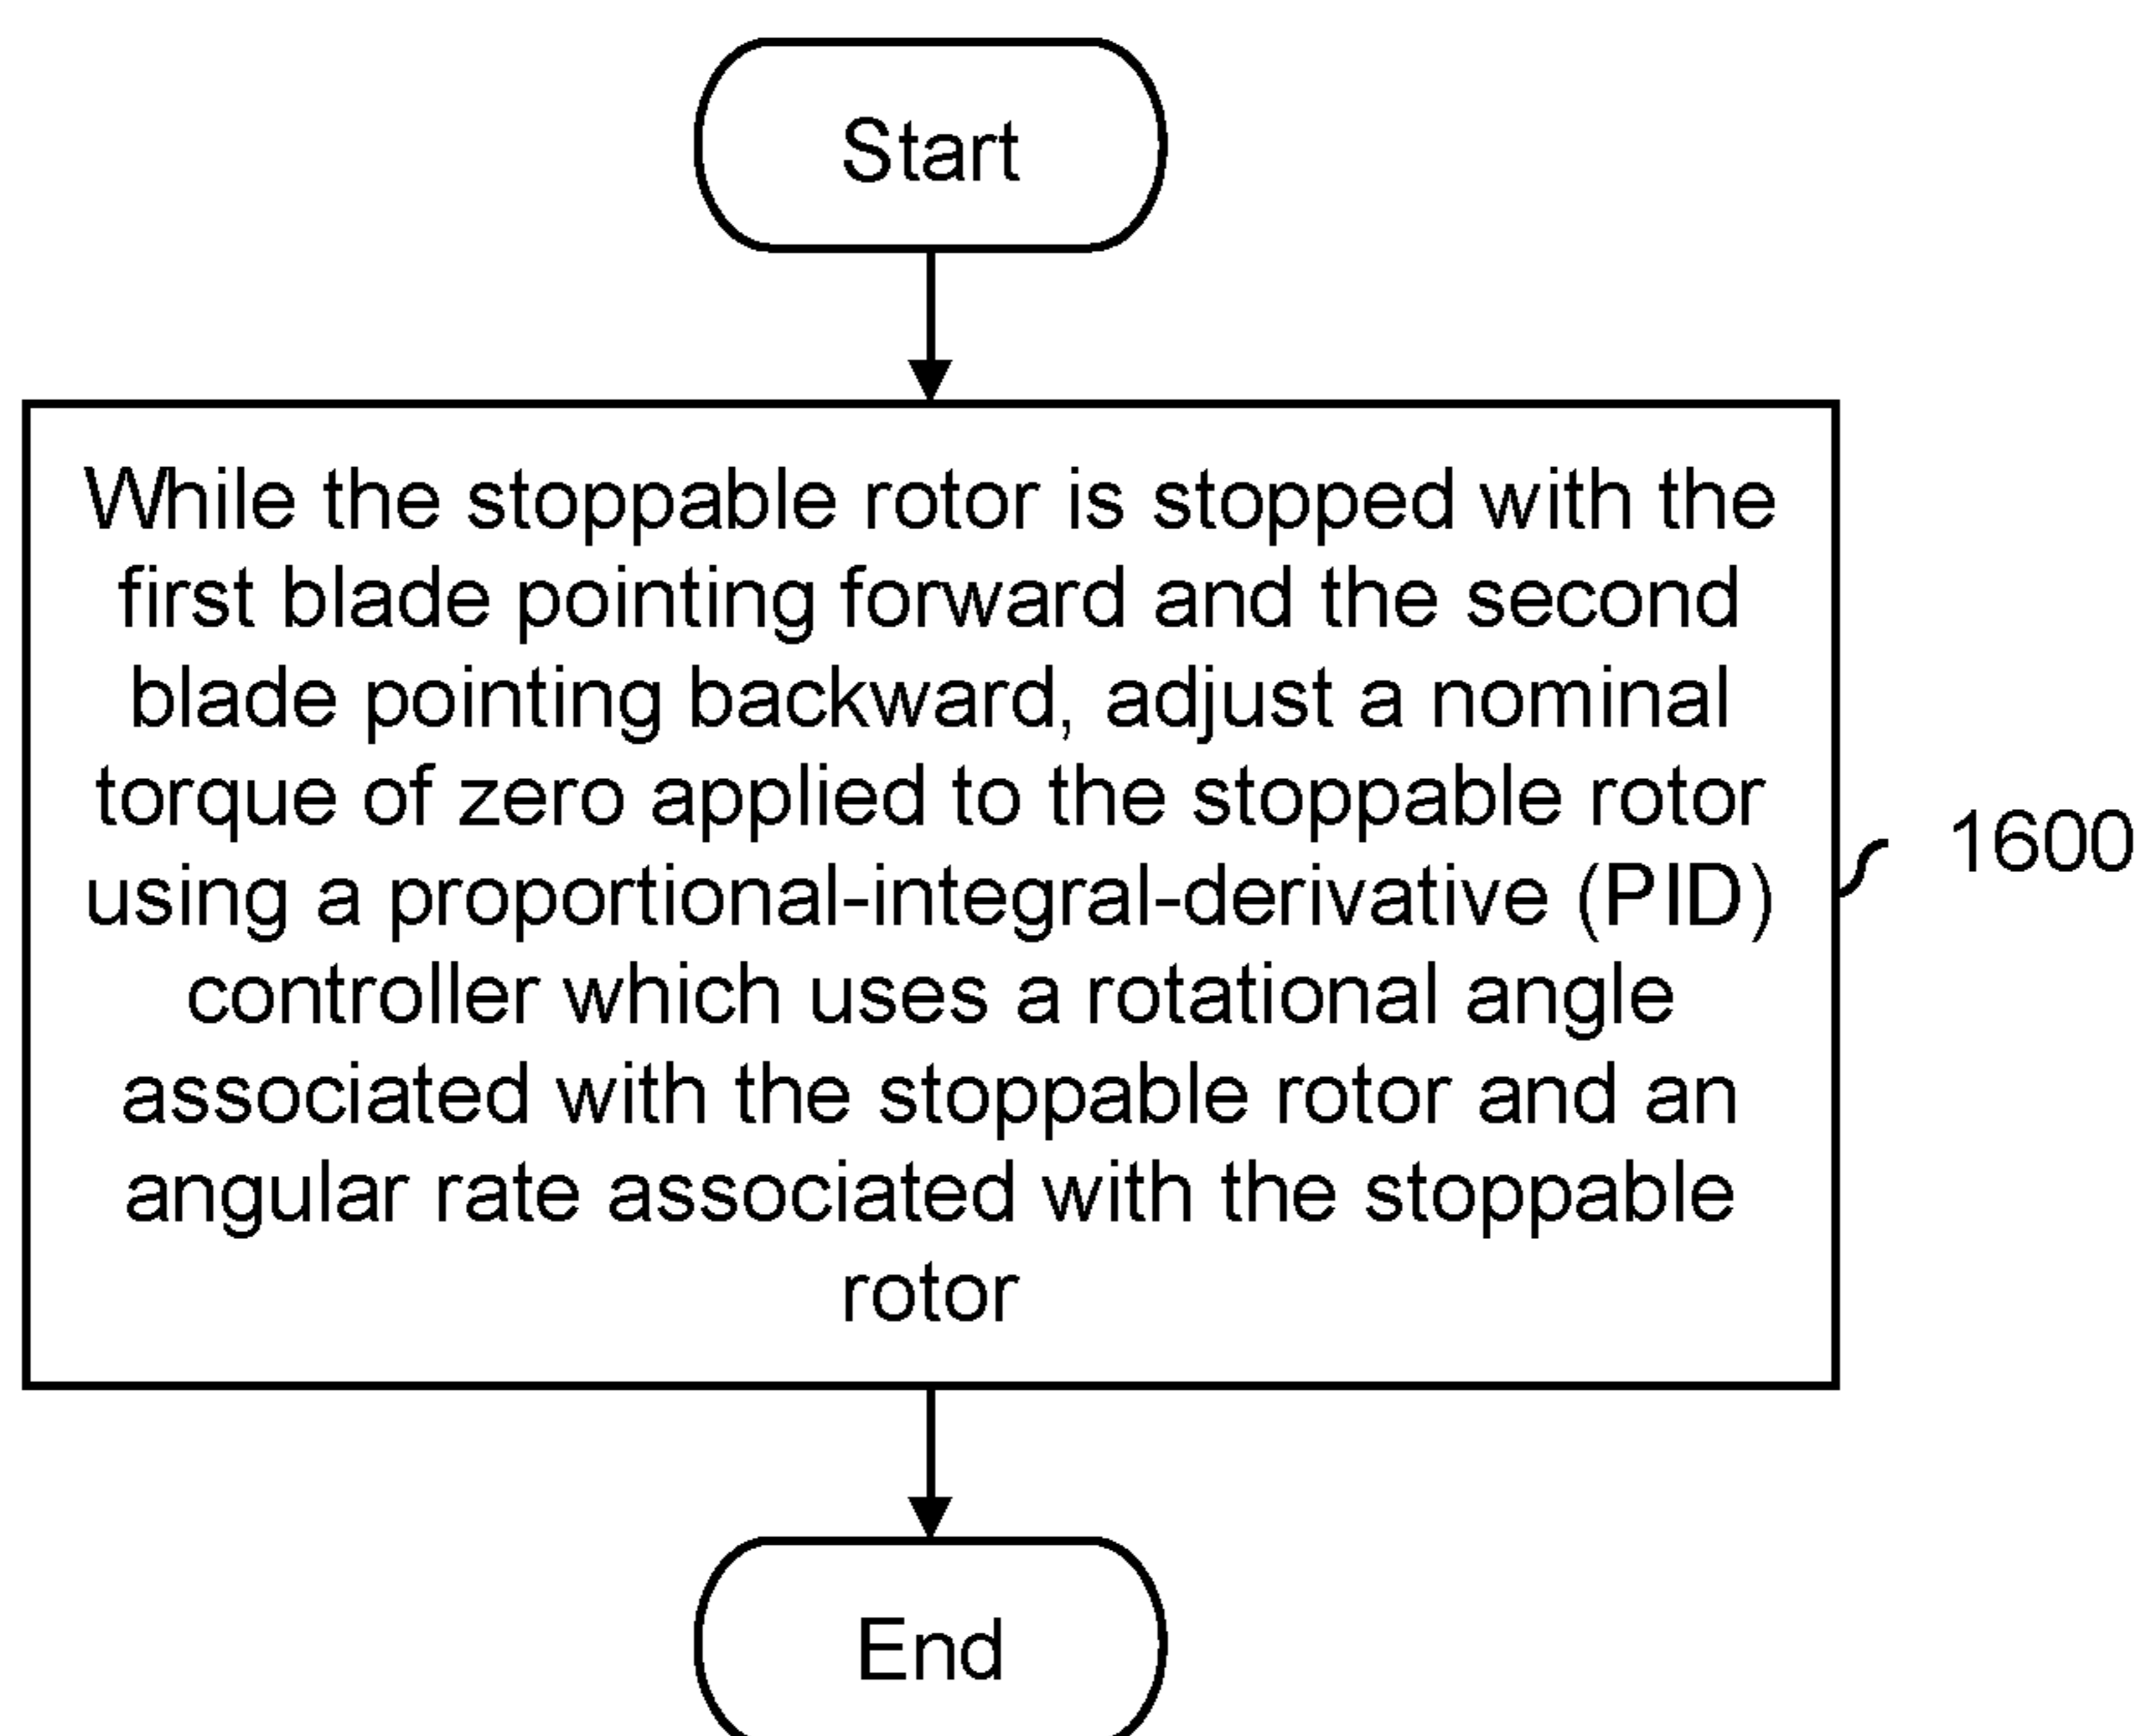 Start
While the stoppable rotor is stopped with the
first blade pointing forward and the second
blade pointing backward, adjust a nominal
torque of zero applied to the stoppable rotor
using a proportional-integral-derivative (PID)
controller which uses a rotational angle
associated with the stoppable rotor and an
angular rate associated with the stoppable
rotor
1600
End